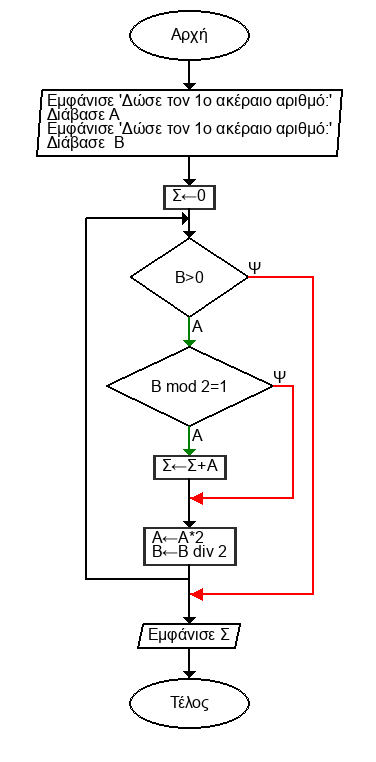 Αρχή
Εμφάνισε 'Δώσε τον 1ο ακέραιο αριθμό:'
Διάβασε Α
Εμφάνισε 'Δώσε τον 1ο ακέραιο αριθμό:'
Διάβασε Β
Σ←0
Β>0
Ψ
Α
Β mod 2=1
Ψ
Α
Σ←Σ+Α
Α←Α*2
Β←Β div 2
Εμφάνισε Σ
Τέλος